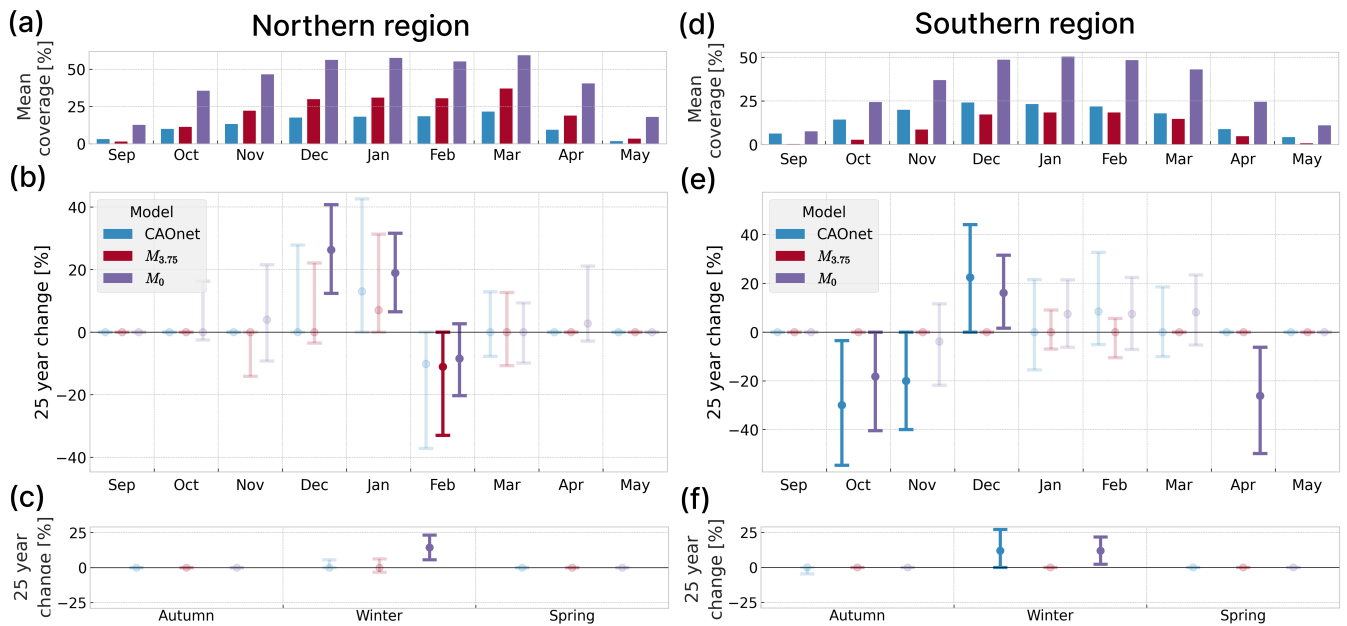 (a)
Northern region
Mean
coverage [%]
50
25
0
Sep Oct Nov Dec Jan Feb Mar Apr May
(b)
25 year change [%]
40
20
0
−20
−40
Model
CAOnet
M3.75
M0
Sep Oct Nov Dec Jan Feb Mar Apr May
(c)
25 year
change [%]
25
0
−25
Autumn Winter Spring
(d)
Southern region
Mean
coverage [%]
50
25
0
Sep Oct Nov Dec Jan Feb Mar Apr May
(e)
25 year change [%]
40
20
0
−20
−40
Model
CAOnet
M3.75
M0
Sep Oct Nov Dec Jan Feb Mar Apr May
(f)
25 year
change [%]
25
0
−25
Autumn Winter Spring